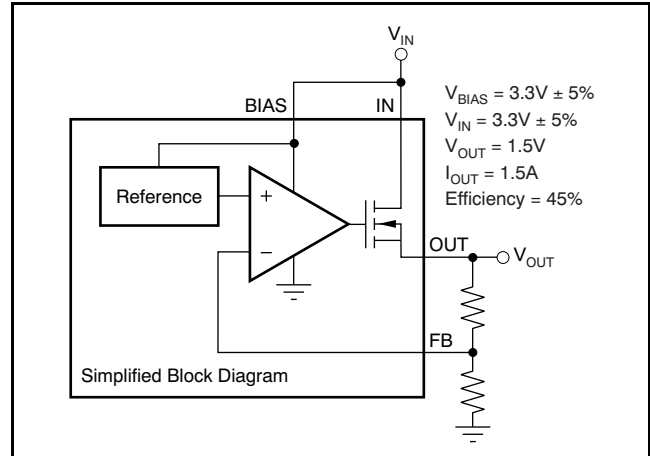 V_IN
BIAS
IN
V_BIAS = 3.3V ± 5%
V_IN = 3.3V ± 5%
V_OUT = 1.5V
I_OUT = 1.5A
Efficiency = 45%
Reference
+
−
OUT
V_OUT
FB
Simplified Block Diagram